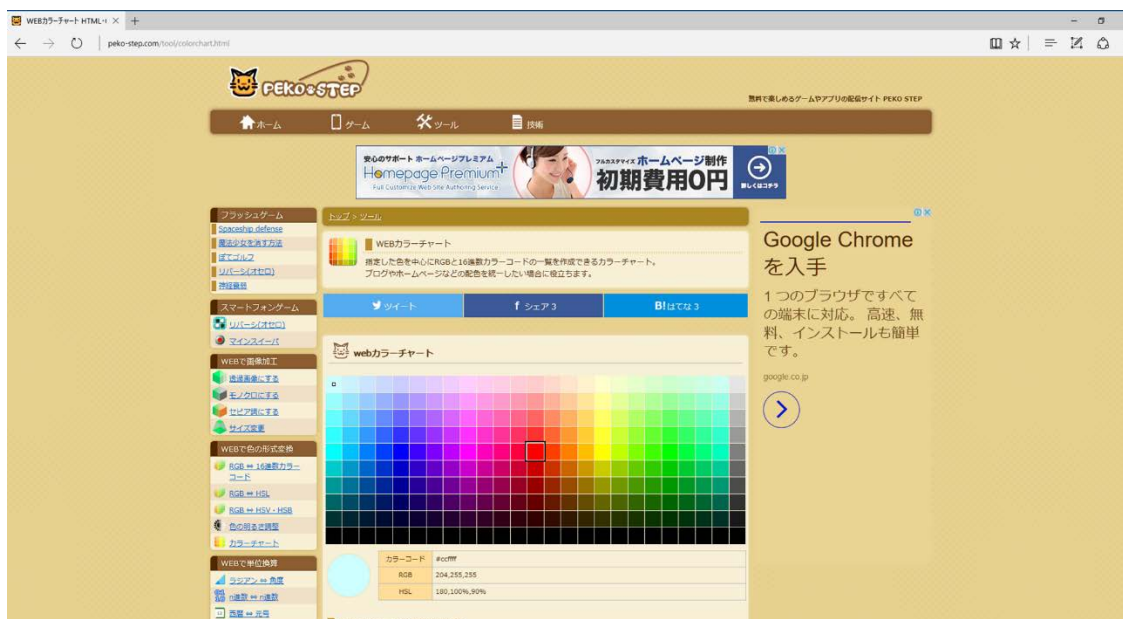 WEBカラーチャート HTML
peko-step.com/tool/colorchart.html
PEKO STEP
無料で楽しめるゲームやアプリの配信サイト PEKO STEP
ホーム
ゲーム
ツール
技術
安心のサポート ホームページプレミアム
Homepage Premium
Full Customize Web Site Authoring Service
フルカスタマイズ ホームページ制作
初期費用0円
詳しくはコチラ
フラッシュゲーム
Spaceship defense
魔法少女を消す方法
ぽてゴルフ
リバーシ(オセロ)
神経衰弱
スマートフォンゲーム
リバーシ(オセロ)
マインスイーパ
WEBで画像加工
透過画像にする
モノクロにする
セピア調にする
サイズ変更
WEBで色の形式変換
RGB ⇔ 16進数カラー
コード
RGB ⇔ HSL
RGB ⇔ HSV・HSB
色の明るさ調整
カラーチャート
WEBで単位換算
ラジアン ⇔ 角度
n進数 ⇔ n進数
西暦 ⇔ 元号
トップ > ツール
WEBカラーチャート
指定した色を中心にRGBと16進数カラーコードの一覧を作成できるカラーチャート。
ブログやホームページなどの配色を統一したい場合に役立ちます。
ツイート
シェア 3
B!はてな 3
webカラーチャート
カラーコード #ccffff
RGB 204,255,255
HSL 180,100%,90%
Google Chrome
を入手
1 つのブラウザですべて
の端末に対応。 高速、無
料、インストールも簡単
です。
google.co.jp